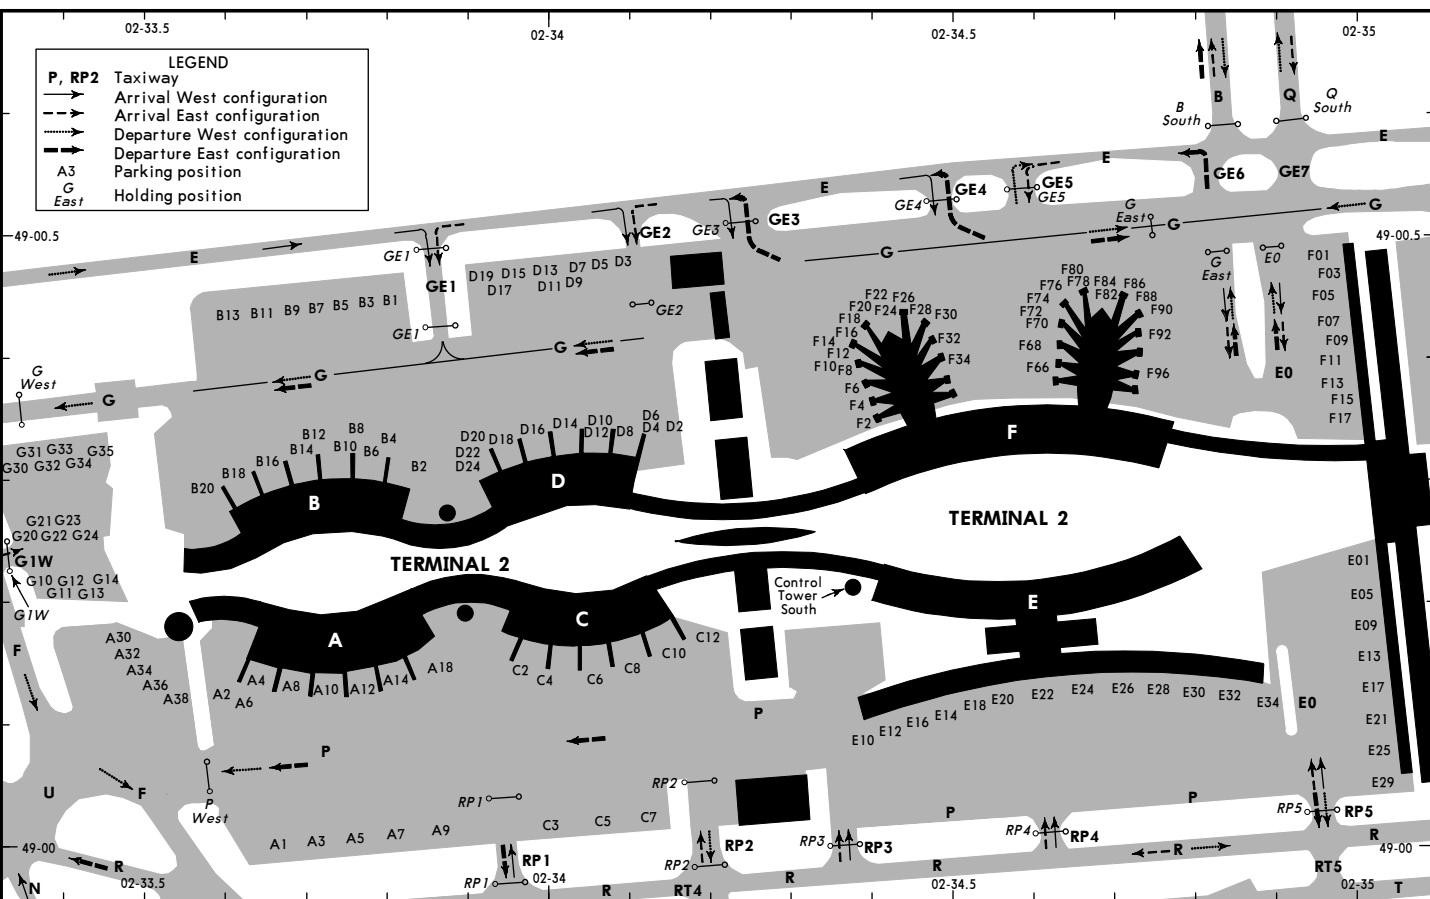 02-33.5
02-34
02-34.5
02-35
LEGEND
P, RP2 Taxiway
Arrival West configuration
Arrival East configuration
Departure West configuration
Departure East configuration
A3 Parking position
G
East
Holding position
B
Q
B
South
Q
South
E
E
E
E
GE6
GE7
GE5
GE5
GE4
GE4
GE3
GE3
GE2
GE2
GE1
GE1
GE1
G
G
G
G
G
G
East
G
East
E0
E0
49-00.5
49-00.5
G
West
D19 D15 D13 D7 D5 D3
D17 D11 D9
B13 B11 B9 B7 B5 B3 B1
F01
F03
F05
F07
F09
F11
F13
F15
F17
F26
F22
F20 F24 F28
F18 F30
F16
F14 F32
F12
F10 F8 F34
F6
F4
F2
F80
F78 F84 F86
F76 F82 F88
F74
F72 F90
F70
F92
F68
F66 F96
D6
D4 D2
D10
D14 D12 D8
D16
D18
D20
D22
D24
B8
B12 B4
B14 B10 B6
B16 B2
B18
B20
G31 G33 G35
G30 G32 G34
G21 G23
G20 G22 G24
G1W
G10 G12 G14
G11 G13
G1W
F
B
D
F
TERMINAL 2
TERMINAL 2
Control
Tower
South
A
C
E
E01
E05
E09
E13
E17
E21
E25
E29
A30
A32
A34
A36
A38
A2 A4 A8 A10 A12 A14 A18
A6
C2 C4 C6 C8 C10 C12
E10 E12 E16 E14 E18 E20 E22 E24 E26 E28 E30 E32 E34
E0
P
P
P
P
P
West
U
F
A1 A3 A5 A7 A9
C3 C5 C7
RP1
RP1
RP1
RP2
RP2
RP2
RP3
RP3
RP4
RP4
RP5
RP5
R
R
R
R
R
R
RT4
RT5
T
N
49-00
49-00
02-33.5
02-34
02-34.5
02-35